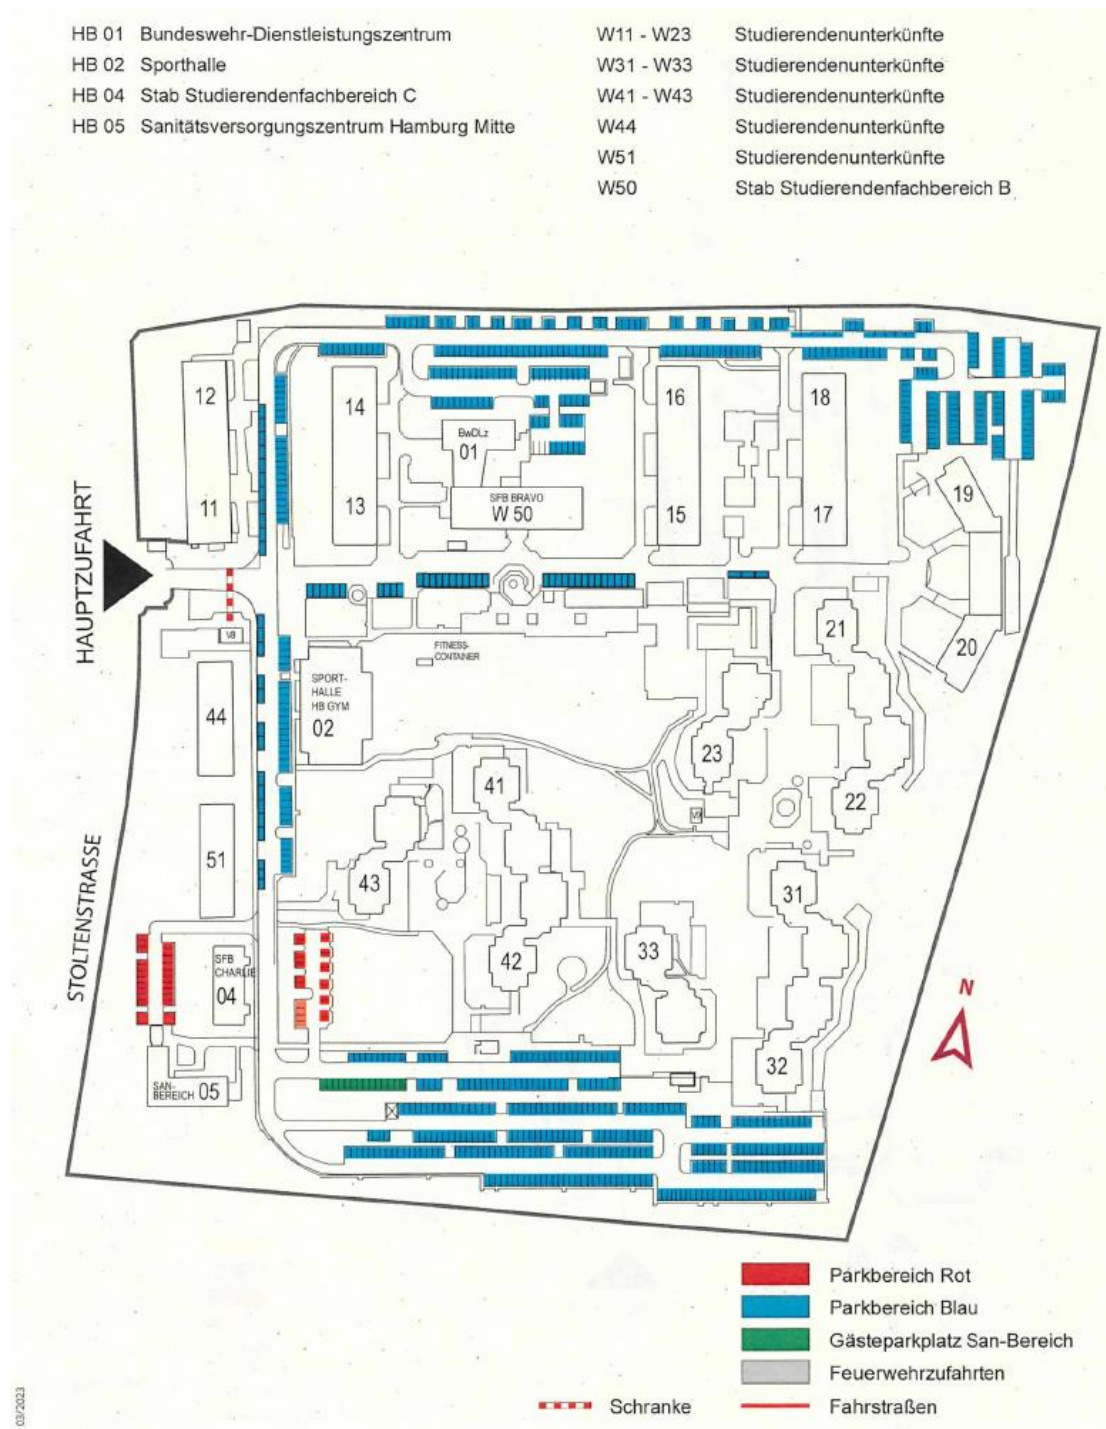 HB 01 Bundeswehr-Dienstleistungszentrum
HB 02 Sporthalle
HB 04 Stab Studierendenfachbereich C
HB 05 Sanitätsversorgungszentrum Hamburg Mitte
W11 - W23 Studierendenunterkünfte
W31 - W33 Studierendenunterkünfte
W41 - W43 Studierendenunterkünfte
W44 Studierendenunterkünfte
W51 Studierendenunterkünfte
W50 Stab Studierendenfachbereich B
12
11
14
13
BwDLz
01
SFB BRAVO
W 50
16
15
18
17
19
20
HAUPTZUFAHRT
V8
44
51
SPORT-
HALLE
HB GYM
02
FITNESS-
CONTAINER
21
22
23
41
43
42
31
33
32
STOLTENSTRASSE
SFB
CHARLIE
04
SAN-
BEREICH 05
N
Parkbereich Rot
Parkbereich Blau
Gästeparkplatz San-Bereich
Feuerwehrzufahrten
Schranke
Fahrstraßen
03/2023